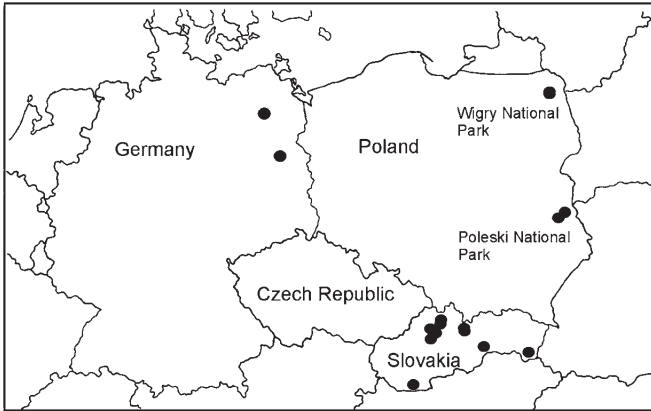 Wigry National
Park
Germany
Poland
Poleski National
Park
Czech Republic
Slovakia